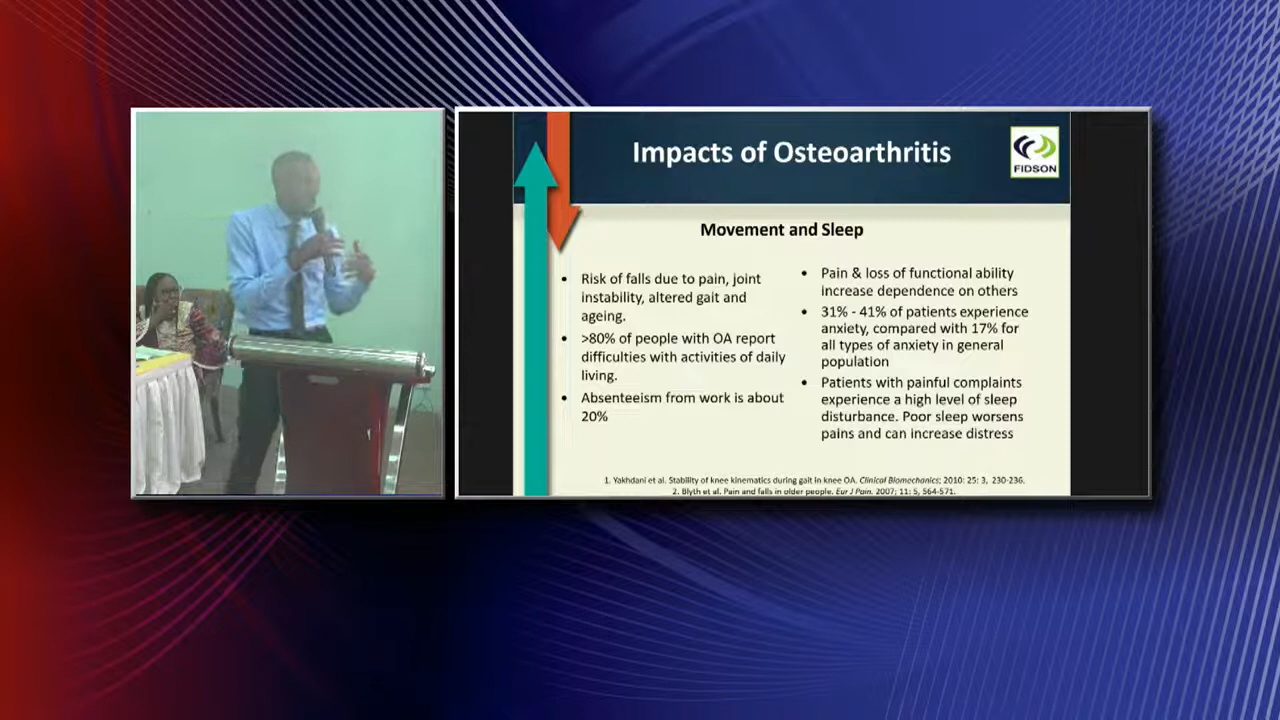 Impacts of Osteoarthritis
FIDSON
Movement and Sleep
• Risk of falls due to pain, joint
instability, altered gait and
ageing.
• >80% of people with OA report
difficulties with activities of daily
living.
• Absenteeism from work is about
20%
• Pain & loss of functional ability
increase dependence on others
• 31% - 41% of patients experience
anxiety, compared with 17% for
all types of anxiety in general
population
• Patients with painful complaints
experience a high level of sleep
disturbance. Poor sleep worsens
pains and can increase distress
1. Yakhdani et al. Stability of knee kinematics during gait in knee OA. Clinical Biomechanics; 2010: 25: 3, 230-236.
2. Blyth et al. Pain and falls in older people. Eur J Pain. 2007; 11: 5, 564-571.